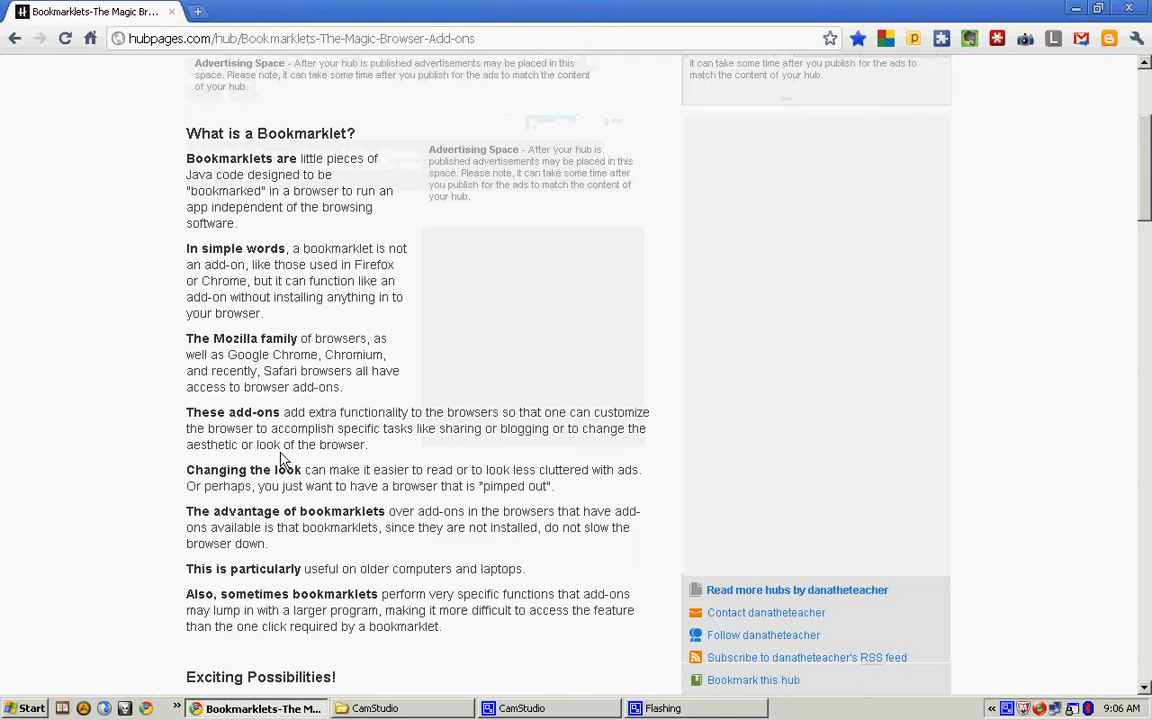 Bookmarklets-The Magic Br...
hubpages.com/hub/Bookmarklets-The-Magic-Browser-Add-ons
Advertising Space - After your hub is published advertisements may be placed in this
space. Please note, it can take some time after you publish for the ads to match the content
of your hub.
it can take some time after you publish for the ads to
match the content of your hub.
What is a Bookmarklet?
Bookmarklets are little pieces of
Java code designed to be
"bookmarked" in a browser to run an
app independent of the browsing
software.
Advertising Space - After your hub is
published advertisements may be placed in this
space. Please note, it can take some time after
you publish for the ads to match the content of
your hub.
In simple words, a bookmarklet is not
an add-on, like those used in Firefox
or Chrome, but it can function like an
add-on without installing anything in to
your browser.
The Mozilla family of browsers, as
well as Google Chrome, Chromium,
and recently, Safari browsers all have
access to browser add-ons.
These add-ons add extra functionality to the browsers so that one can customize
the browser to accomplish specific tasks like sharing or blogging or to change the
aesthetic or look of the browser.
Changing the look can make it easier to read or to look less cluttered with ads.
Or perhaps, you just want to have a browser that is "pimped out".
The advantage of bookmarklets over add-ons in the browsers that have add-
ons available is that bookmarklets, since they are not installed, do not slow the
browser down.
This is particularly useful on older computers and laptops.
Also, sometimes bookmarklets perform very specific functions that add-ons
may lump in with a larger program, making it more difficult to access the feature
than the one click required by a bookmarklet.
Exciting Possibilities!
Read more hubs by danatheteacher
Contact danatheteacher
Follow danatheteacher
Subscribe to danatheteacher's RSS feed
Bookmark this hub
Start
Bookmarklets-The M...
CamStudio
CamStudio
Flashing
9:06 AM